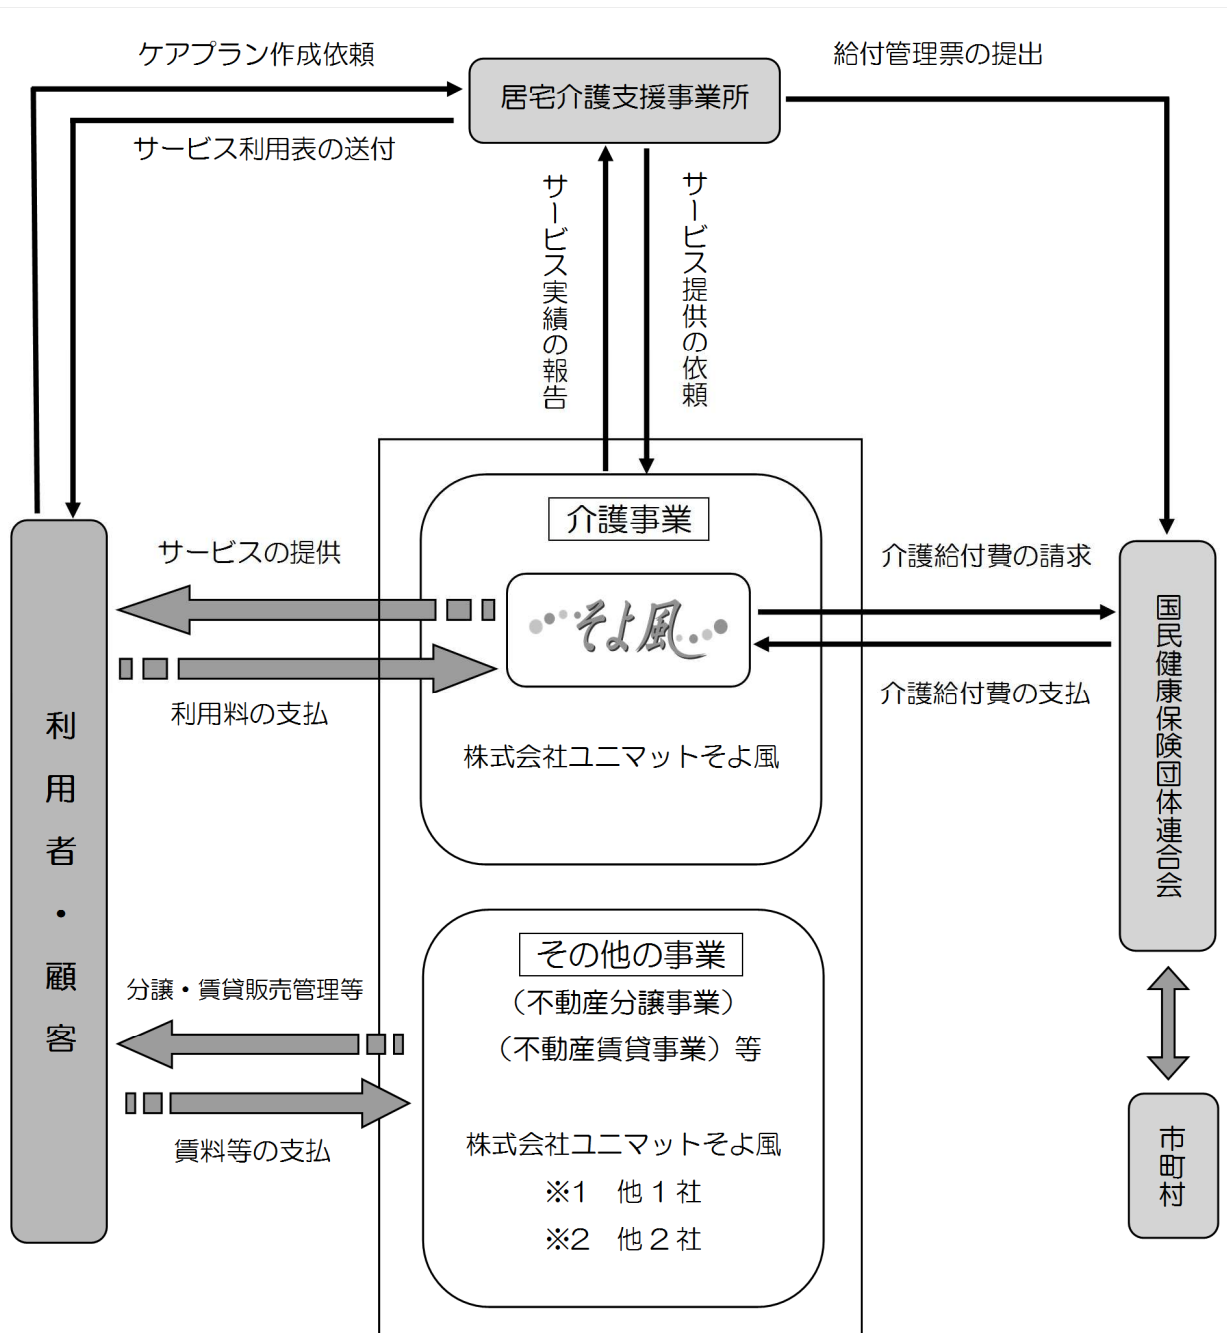 ケアプラン作成依頼
給付管理票の提出
居宅介護支援事業所
サービス利用表の送付
サービス実績の報告
サービス提供の依頼
介護事業
サービスの提供
介護給付費の請求
そよ風
利用料の支払
介護給付費の支払
株式会社ユニマットそよ風
利用者・顧客
国民健康保険団体連合会
その他の事業
（不動産分譲事業）
（不動産賃貸事業）等
分譲・賃貸販売管理等
賃料等の支払
株式会社ユニマットそよ風
※1　他１社
※2　他２社
市町村